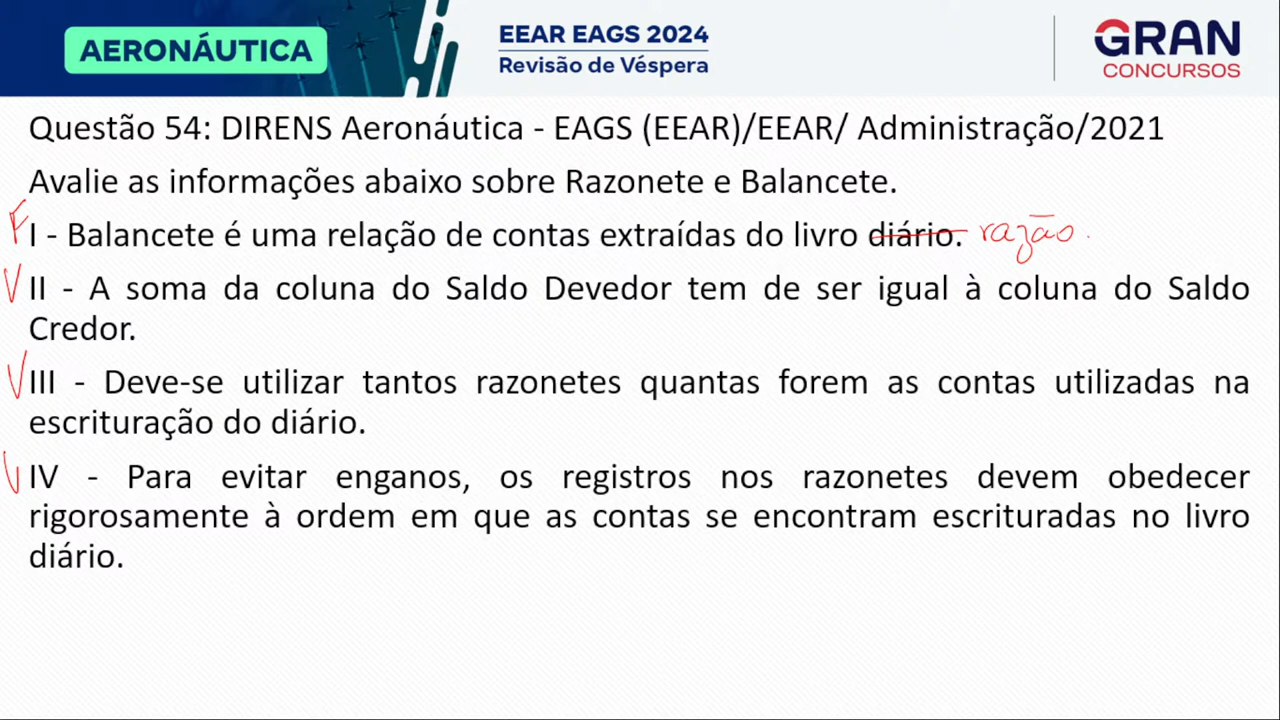 AERONÁUTICA
EEAR EAGS 2024
Revisão de Véspera
GRAN
CONCURSOS
Questão 54: DIRENS Aeronáutica - EAGS (EEAR)/EEAR/ Administração/2021
Avalie as informações abaixo sobre Razonete e Balancete.
F I - Balancete é uma relação de contas extraídas do livro diário. razão.
V II - A soma da coluna do Saldo Devedor tem de ser igual à coluna do Saldo
Credor.
V III - Deve-se utilizar tantos razonetes quantas forem as contas utilizadas na
escrituração do diário.
V IV - Para evitar enganos, os registros nos razonetes devem obedecer
rigorosamente à ordem em que as contas se encontram escrituradas no livro
diário.